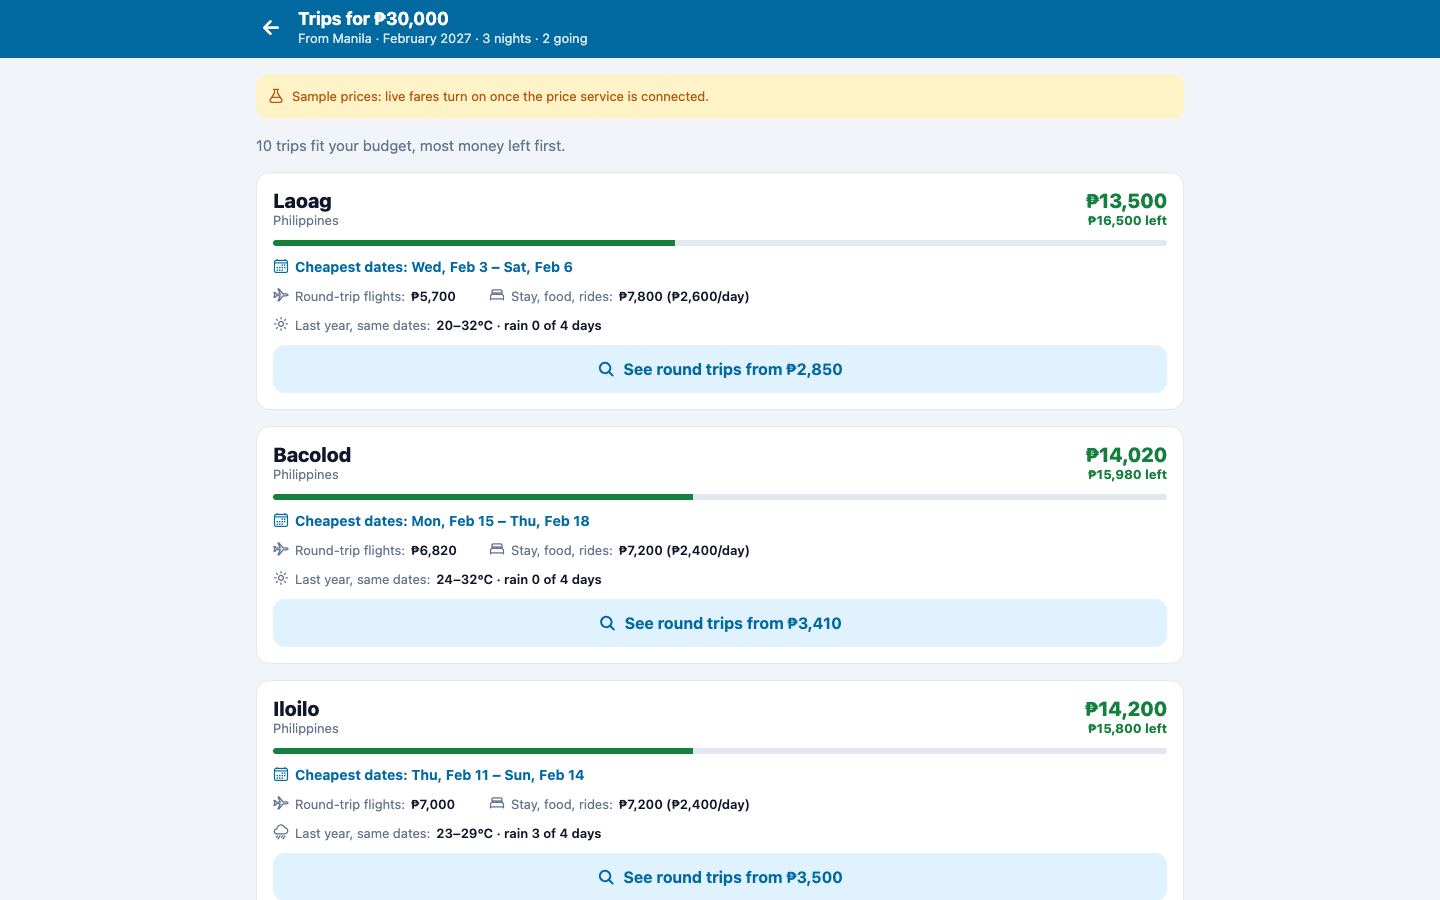 Trips for ₱30,000
From Manila · February 2027 · 3 nights · 2 going
Sample prices: live fares turn on once the price service is connected.
10 trips fit your budget, most money left first.
Laoag
₱13,500
Philippines
₱16,500 left
Cheapest dates: Wed, Feb 3 – Sat, Feb 6
Round-trip flights: ₱5,700 Stay, food, rides: ₱7,800 (₱2,600/day)
Last year, same dates: 20–32°C · rain 0 of 4 days
See round trips from ₱2,850
Bacolod
₱14,020
Philippines
₱15,980 left
Cheapest dates: Mon, Feb 15 – Thu, Feb 18
Round-trip flights: ₱6,820 Stay, food, rides: ₱7,200 (₱2,400/day)
Last year, same dates: 24–32°C · rain 0 of 4 days
See round trips from ₱3,410
Iloilo
₱14,200
Philippines
₱15,800 left
Cheapest dates: Thu, Feb 11 – Sun, Feb 14
Round-trip flights: ₱7,000 Stay, food, rides: ₱7,200 (₱2,400/day)
Last year, same dates: 23–29°C · rain 3 of 4 days
See round trips from ₱3,500